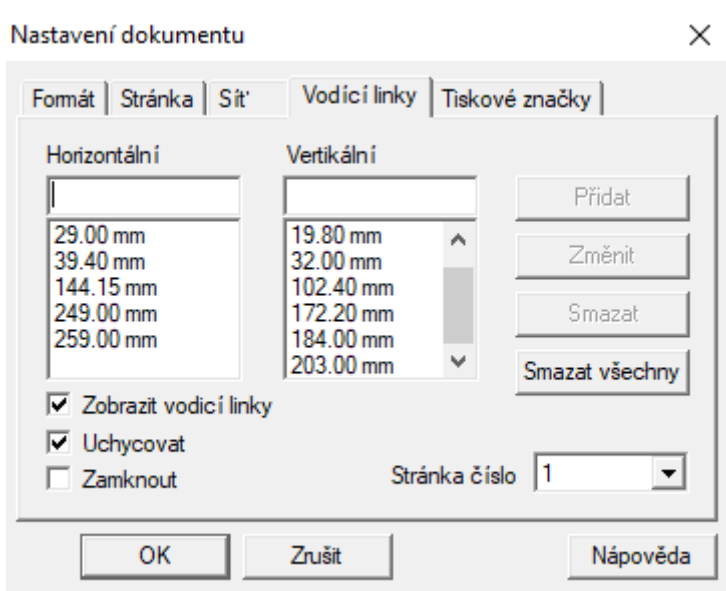 Nastavení dokumentu
Formát Stránka Síť Vodící linky Tiskové značky
Horizontální Vertikální
Přidat
29.00 mm 19.80 mm
39.40 mm 32.00 mm Změnit
144.15 mm 102.40 mm
249.00 mm 172.20 mm Smazat
259.00 mm 184.00 mm
203.00 mm Smazat všechny
Zobrazit vodicí linky
Uchycovat
Zamknout Stránka číslo 1
OK Zrušit Nápověda